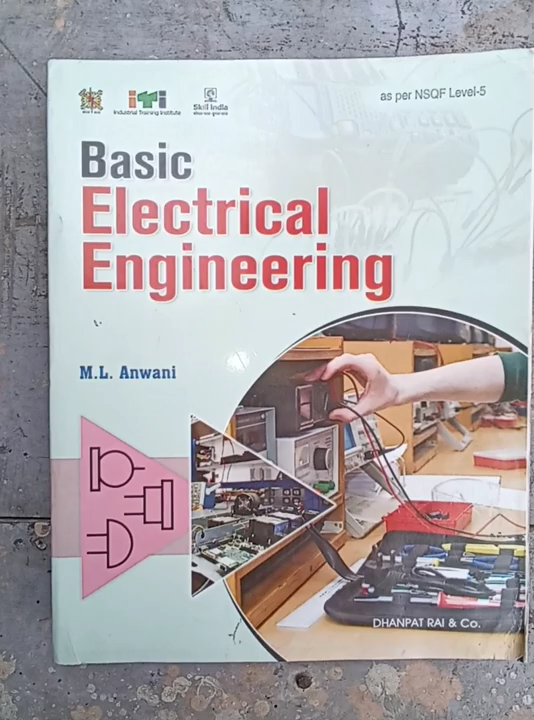 iTi
Industrial Training Institute
Skill India
as per NSQF Level-5
Basic
Electrical
Engineering
M.L. Anwani
DHANPAT RAI & Co.